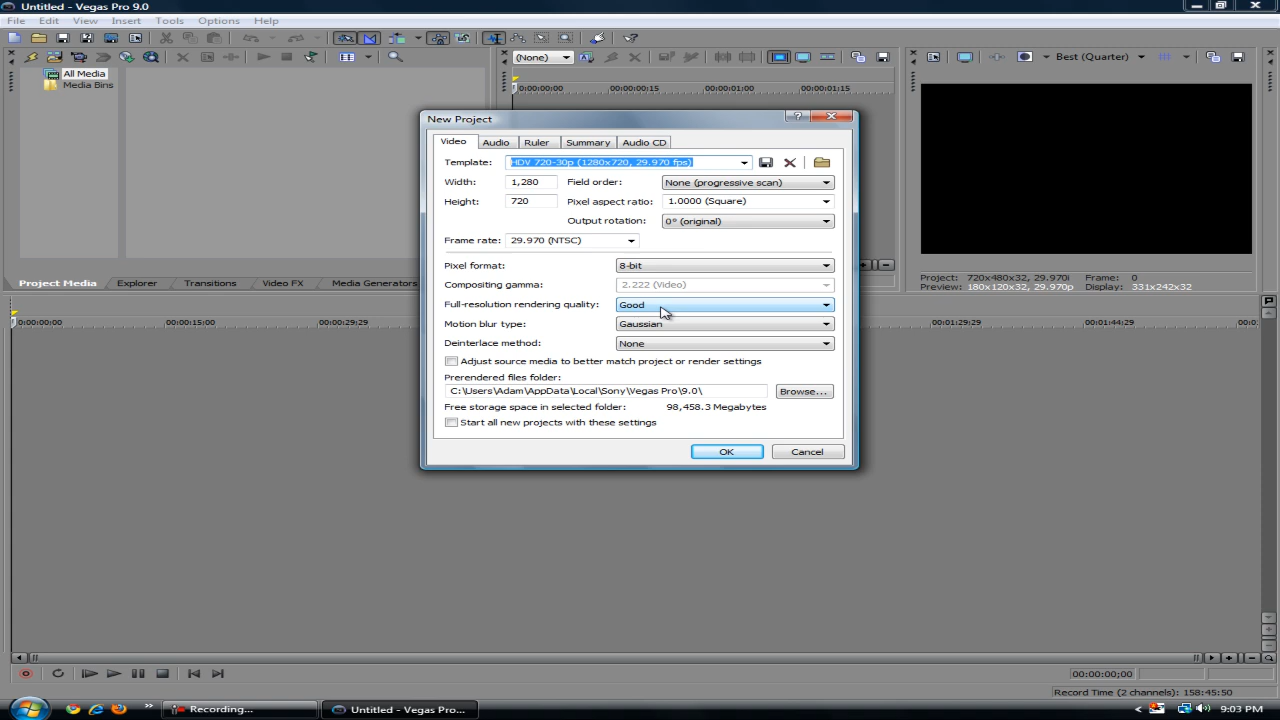 Untitled - Vegas Pro 9.0
File Edit View Insert Tools Options Help
(None)
Best (Quarter)
All Media
Media Bins
0:00:00:00 00:00:00:15 00:00:01:00 00:00:01:15
New Project
Video Audio Ruler Summary Audio CD
Template: HDV 720-30p (1280x720, 29.970 fps)
Width: 1,280 Field order: None (progressive scan)
Height: 720 Pixel aspect ratio: 1.0000 (Square)
Output rotation: 0° (original)
Frame rate: 29.970 (NTSC)
Pixel format: 8-bit
Compositing gamma: 2.222 (Video)
Full-resolution rendering quality: Good
Motion blur type: Gaussian
Deinterlace method: None
Adjust source media to better match project or render settings
Prerendered files folder:
C:\Users\Adam\AppData\Local\Sony\Vegas Pro\9.0\ Browse...
Free storage space in selected folder: 98,458.3 Megabytes
Start all new projects with these settings
OK Cancel
Project: 720x480x32, 29.970i Frame: 0
Preview: 180x120x32, 29.970p Display: 331x242x32
Project Media Explorer Transitions Video FX Media Generators
0:00:00:00 00:00:15:00 00:00:29:29 00:01:29:29 00:01:44:29 00:0
00:00:00;00
Record Time (2 channels): 158:45:50
Recording... Untitled - Vegas Pro... 9:03 PM